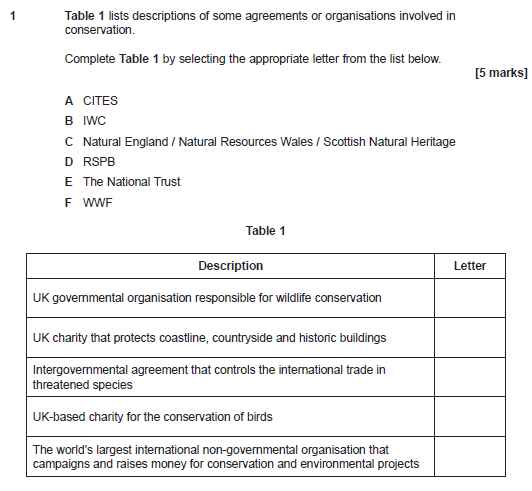 1 Table 1 lists descriptions of some agreements or organisations involved in
conservation.
Complete Table 1 by selecting the appropriate letter from the list below.
[5 marks]
A CITES
B IWC
C Natural England / Natural Resources Wales / Scottish Natural Heritage
D RSPB
E The National Trust
F WWF
Table 1
Description Letter
UK governmental organisation responsible for wildlife conservation
UK charity that protects coastline, countryside and historic buildings
Intergovernmental agreement that controls the international trade in
threatened species
UK-based charity for the conservation of birds
The world's largest international non-governmental organisation that
campaigns and raises money for conservation and environmental projects